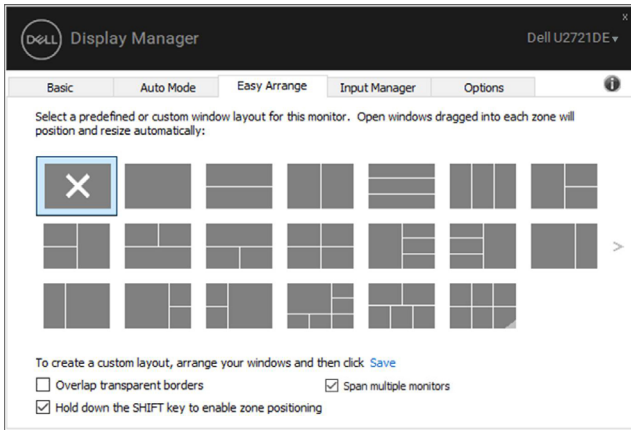 DELL Display Manager
x
Dell U2721DE
Basic Auto Mode Easy Arrange Input Manager Options
Select a predefined or custom window layout for this monitor. Open windows dragged into each zone will
position and resize automatically:
To create a custom layout, arrange your windows and then click Save
Overlap transparent borders Span multiple monitors
Hold down the SHIFT key to enable zone positioning